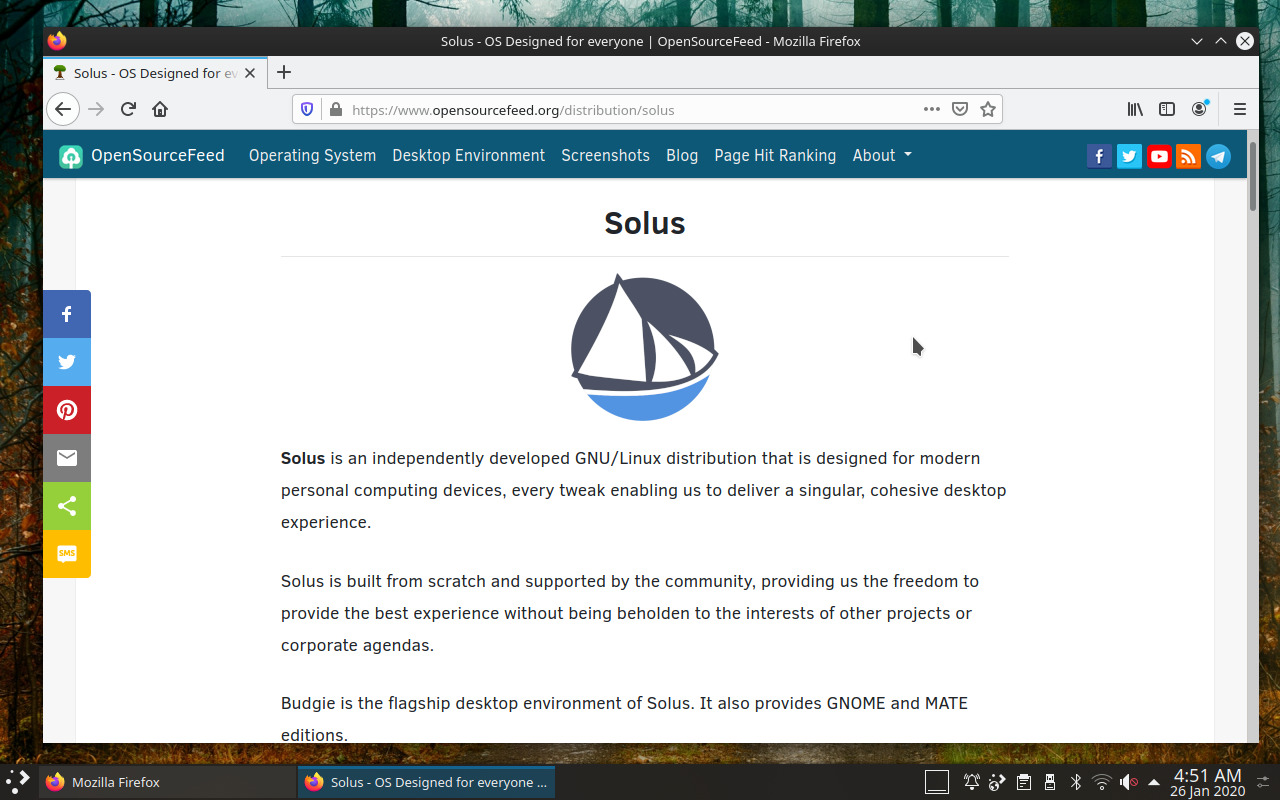 Solus - OS Designed for everyone | OpenSourceFeed - Mozilla Firefox
Solus - OS Designed for ev
https://www.opensourcefeed.org/distribution/solus
OpenSourceFeed Operating System Desktop Environment Screenshots Blog Page Hit Ranking About
Solus
Solus is an independently developed GNU/Linux distribution that is designed for modern
personal computing devices, every tweak enabling us to deliver a singular, cohesive desktop
experience.
SMS
Solus is built from scratch and supported by the community, providing us the freedom to
provide the best experience without being beholden to the interests of other projects or
corporate agendas.
Budgie is the flagship desktop environment of Solus. It also provides GNOME and MATE
editions.
Mozilla Firefox
Solus - OS Designed for everyone ...
4:51 AM
26 Jan 2020